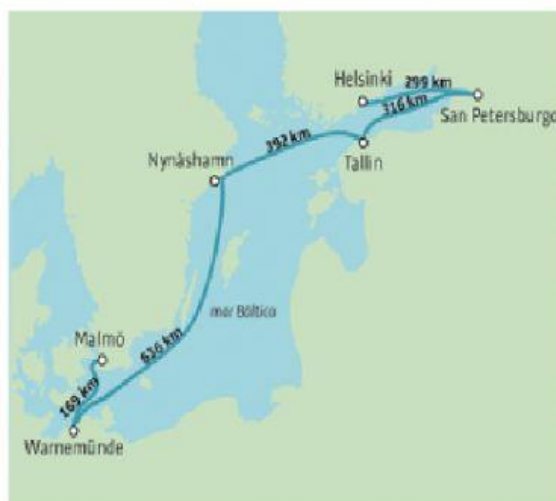 Helsinki
299 km
316 km
San Petersburgo
392 km
Tallin
Nynäshamn
mar Báltico
Malmö
636 km
169 km
Warnemünde